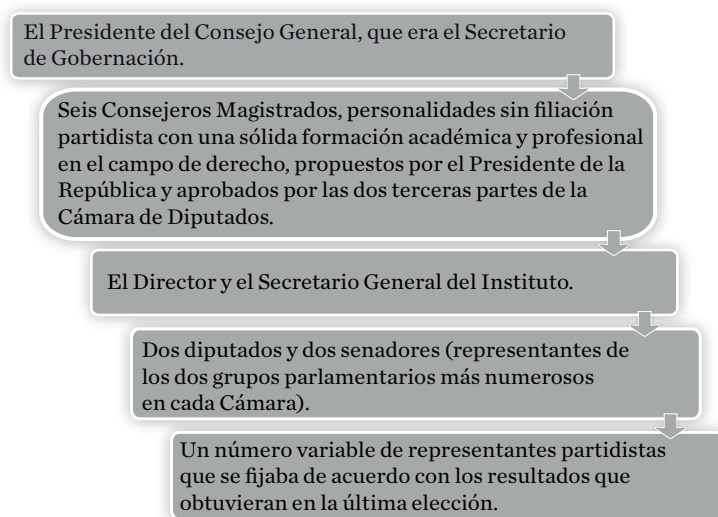 El Presidente del Consejo General, que era el Secretario
de Gobernación.
Seis Consejeros Magistrados, personalidades sin filiación
partidista con una sólida formación académica y profesional
en el campo de derecho, propuestos por el Presidente de la
República y aprobados por las dos terceras partes de la
Cámara de Diputados.
El Director y el Secretario General del Instituto.
Dos diputados y dos senadores (representantes de
los dos grupos parlamentarios más numerosos
en cada Cámara).
Un número variable de representantes partidistas
que se fijaba de acuerdo con los resultados que
obtuvieran en la última elección.